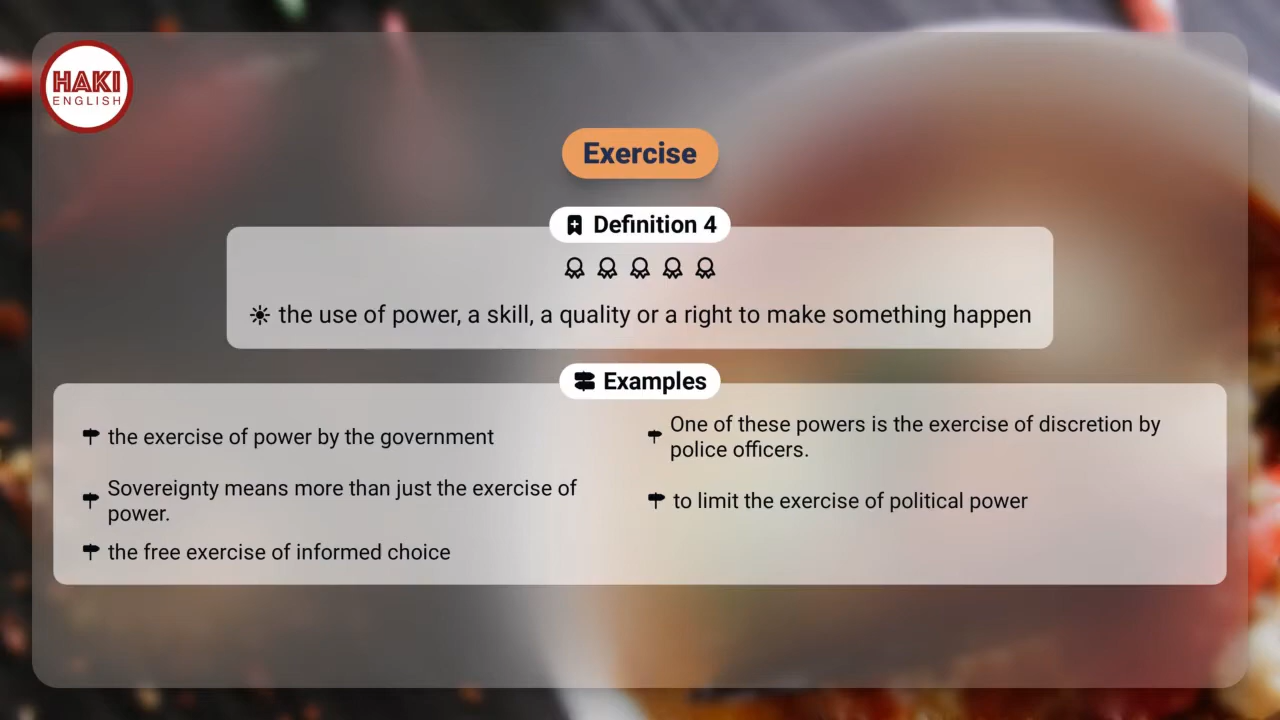 HAKI
ENGLISH
Exercise
Definition 4
the use of power, a skill, a quality or a right to make something happen
Examples
the exercise of power by the government
One of these powers is the exercise of discretion by
police officers.
Sovereignty means more than just the exercise of
power.
to limit the exercise of political power
the free exercise of informed choice